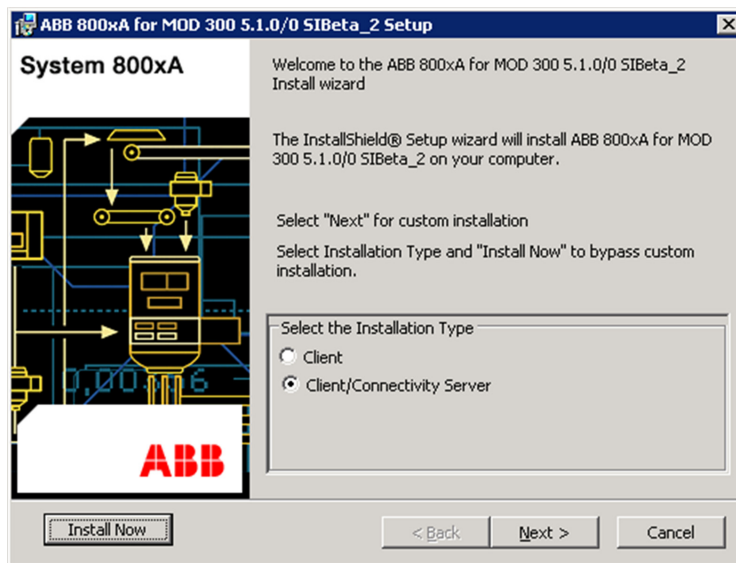 ABB 800xA for MOD 300 5.1.0/0 SIBeta_2 Setup
System 800xA
Welcome to the ABB 800xA for MOD 300 5.1.0/0 SIBeta_2
Install wizard
The InstallShield® Setup wizard will install ABB 800xA for MOD
300 5.1.0/0 SIBeta_2 on your computer.
Select "Next" for custom installation
Select Installation Type and "Install Now" to bypass custom
installation.
Select the Installation Type
Client
Client/Connectivity Server
ABB
Install Now
< Back
Next >
Cancel